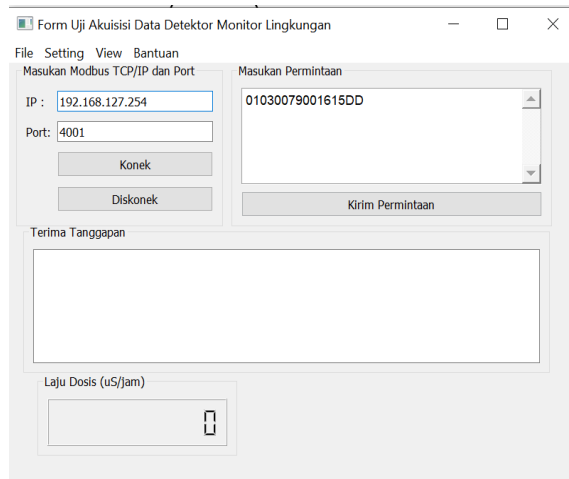 Form Uji Akuisisi Data Detektor Monitor Lingkungan
File Setting View Bantuan
Masukan Modbus TCP/IP dan Port
IP : 192.168.127.254
Port: 4001
Konek
Diskonek
Masukan Permintaan
01030079001615DD
Kirim Permintaan
Terima Tanggapan
Laju Dosis (uS/jam)
0